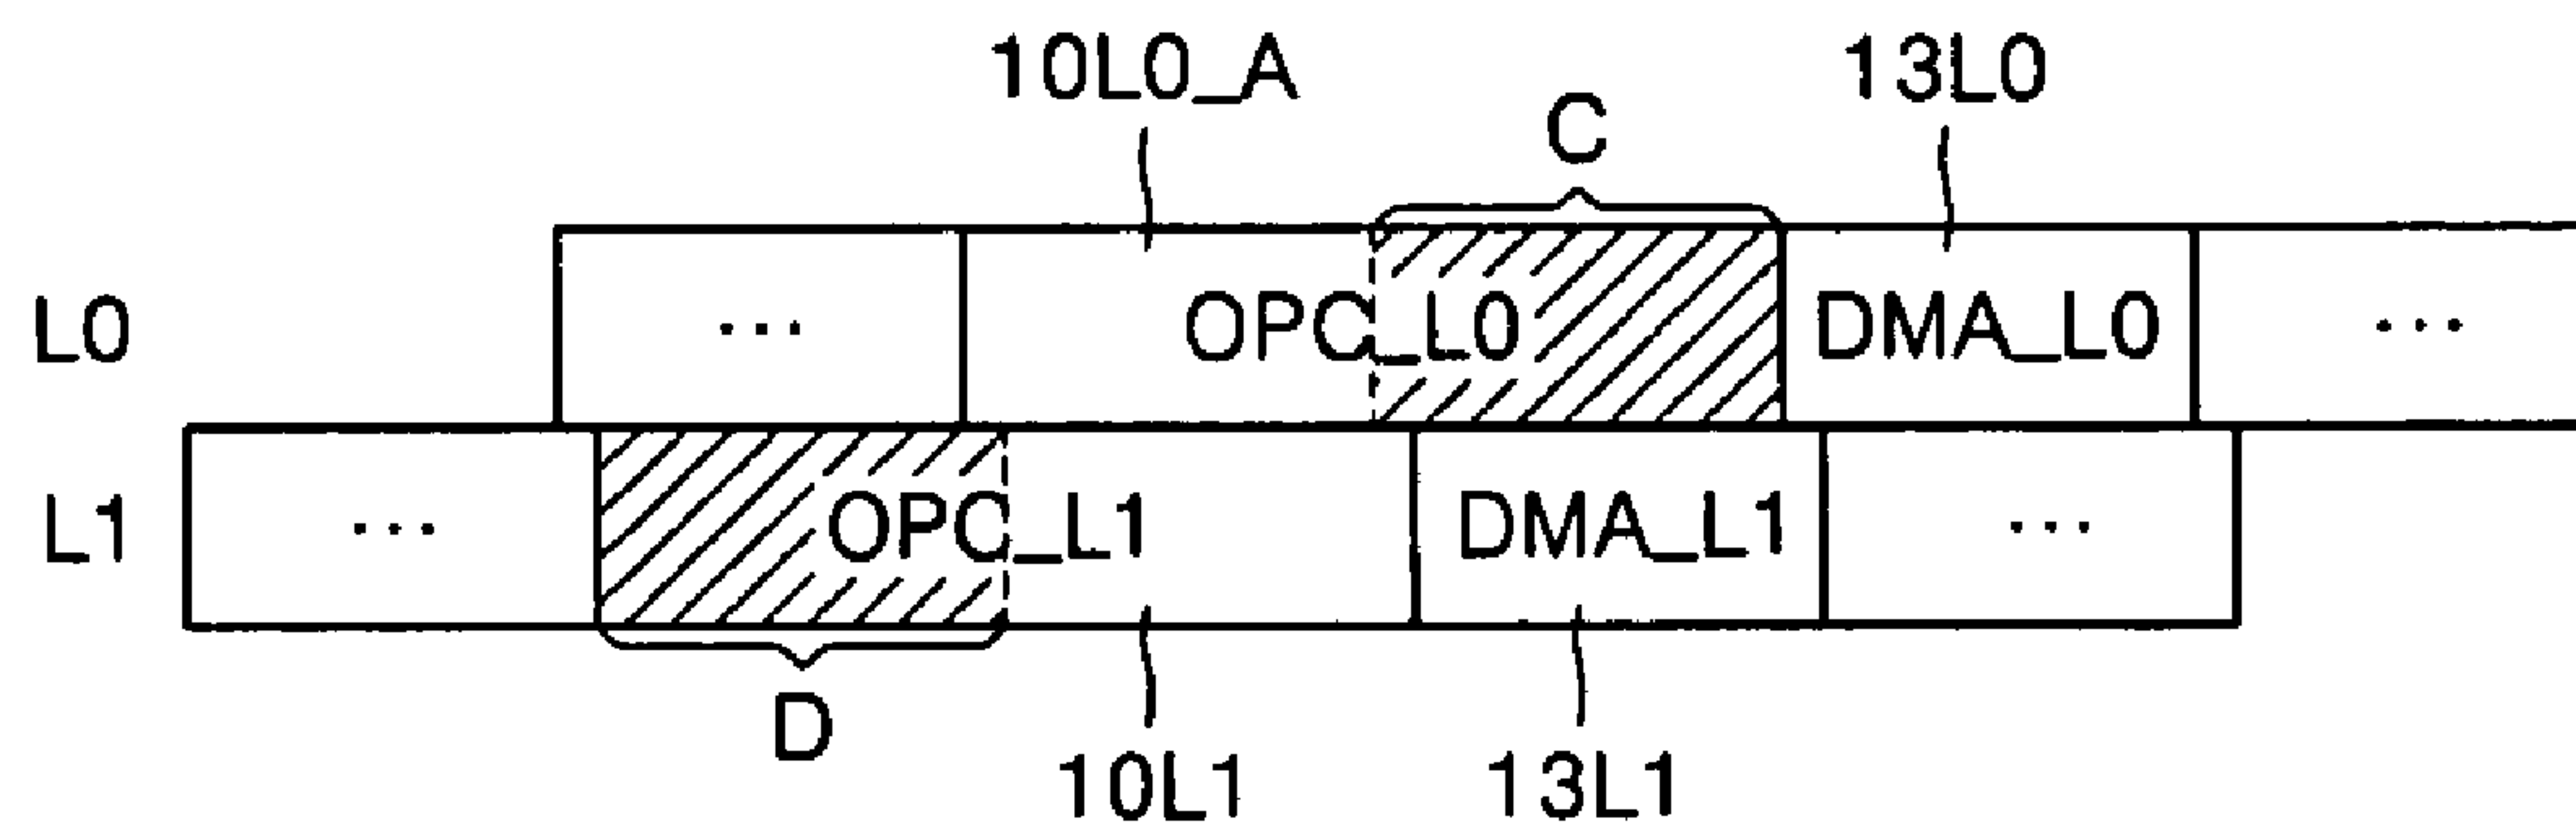 10L0_A 13L0
C
L0 ... OPC_L0 DMA_L0 ...
L1 ... OPC_L1 DMA_L1 ...
D
10L1 13L1